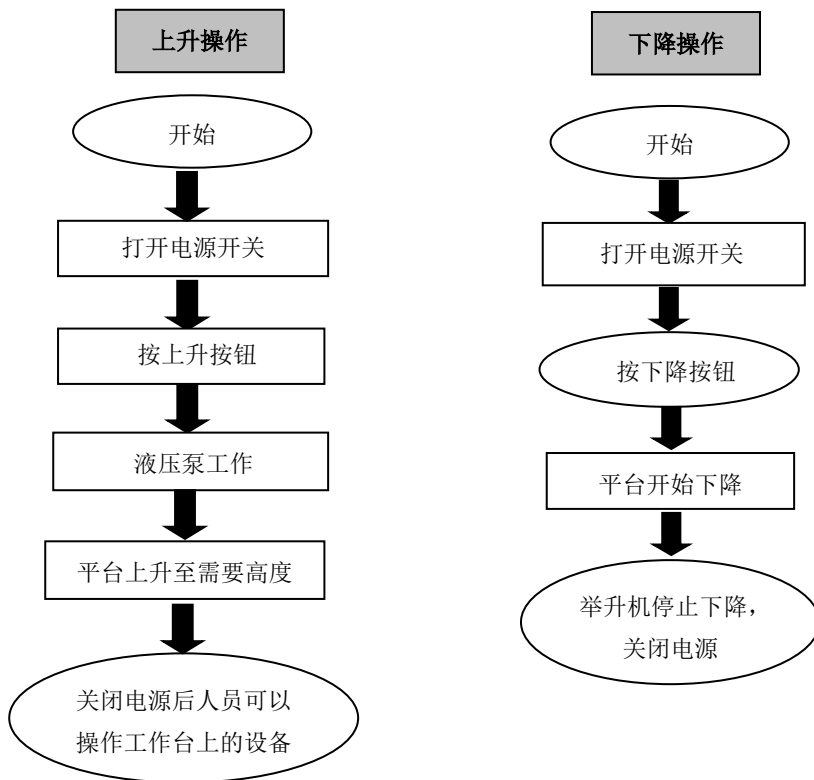 上升操作
开始
打开电源开关
按上升按钮
液压泵工作
平台上升至需要高度
关闭电源后人员可以
操作工作台上的设备
下降操作
开始
打开电源开关
按下降按钮
平台开始下降
举升机停止下降，
关闭电源